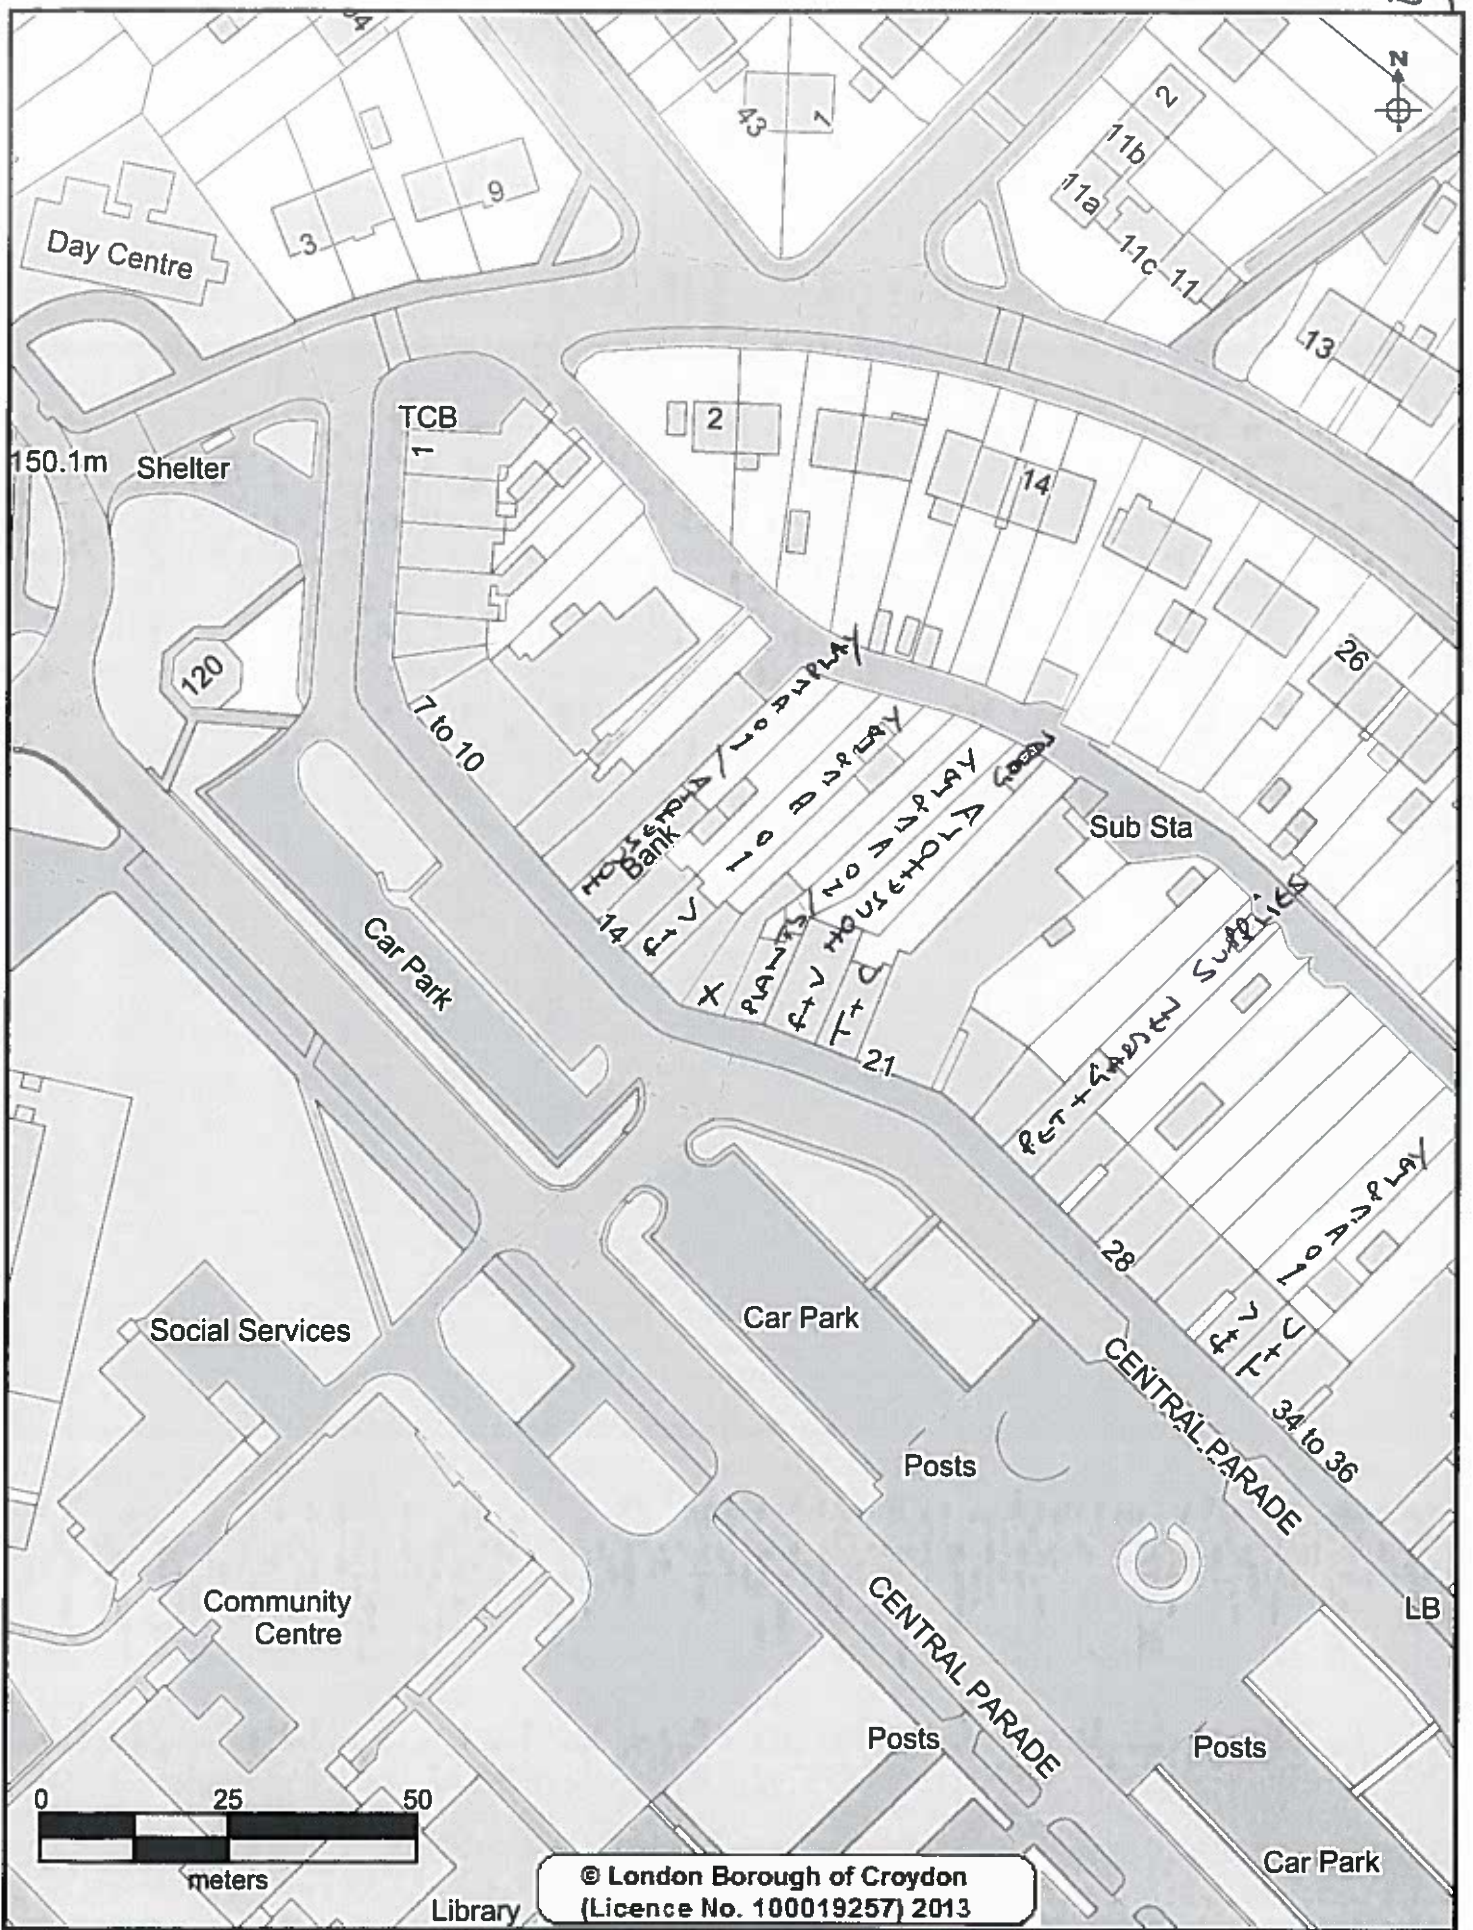 N
43
1
2
11b
11a
11c
11
9
3
Day Centre
13
TCB
1
2
150.1m
Shelter
14
120
26
7 to 10
HOUSEHOLD / NO DISPLAY
Bank
14
F+V
NO DISPLAY
X
PLANTS / NO DISPLAY
F+V HOUSEHOLD GOODS
T+C
21
Sub Sta
Car Park
PET + GARDEN SUPPLIES
28
F+V
T+C
NO DISPLAY
34 to 36
Social Services
Car Park
CENTRAL PARADE
Posts
Community
Centre
CENTRAL PARADE
LB
Posts
Posts
Car Park
0 25 50
meters
Library
© London Borough of Croydon
(Licence No. 100019257) 2013